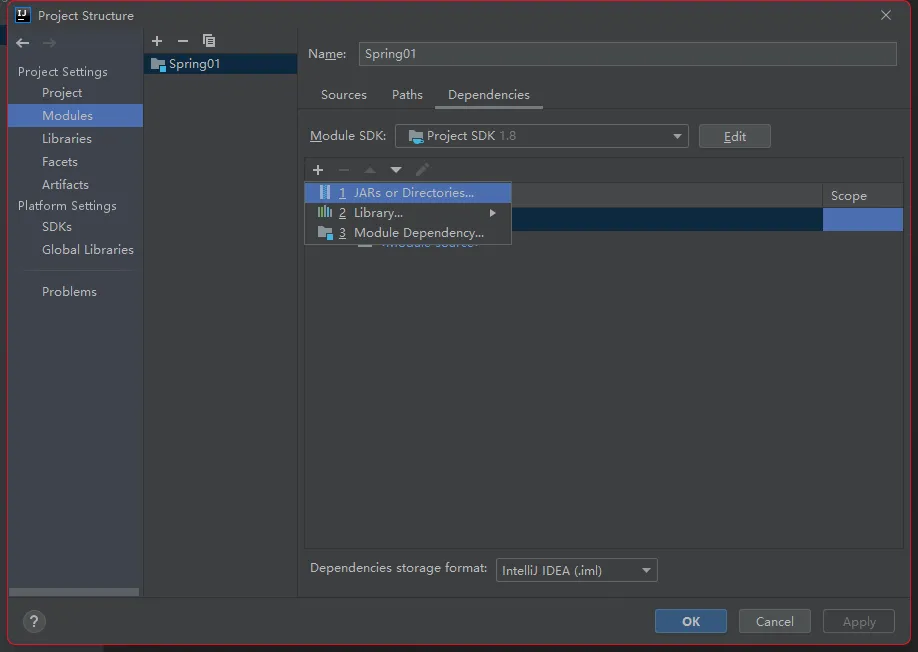 IJ Project Structure
Project Settings
Project
Modules
Libraries
Facets
Artifacts
Platform Settings
SDKs
Global Libraries
Problems
Spring01
Name: Spring01
Sources Paths Dependencies
Module SDK: Project SDK 1.8 Edit
Scope
1 JARs or Directories...
2 Library...
3 Module Dependency...
<Module source>
Dependencies storage format: IntelliJ IDEA (.iml)
? OK Cancel Apply